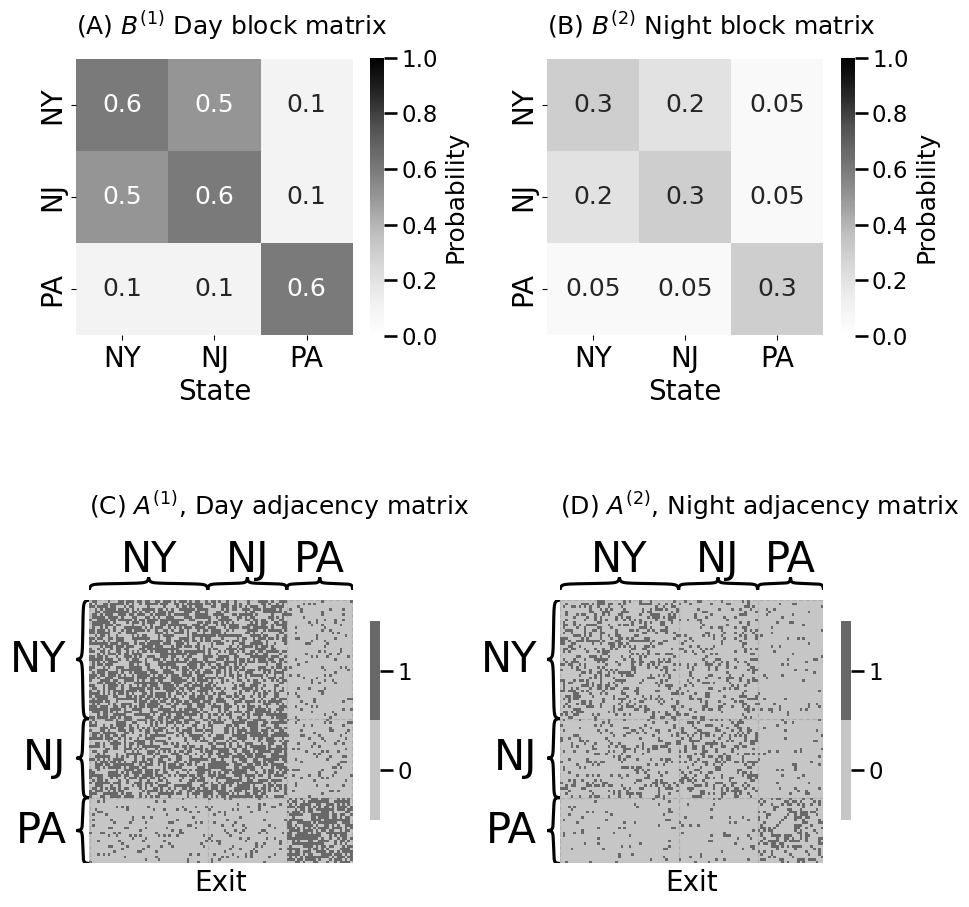 (A) B⁽¹⁾ Day block matrix
NY
NJ
PA
0.6 0.5 0.1
0.5 0.6 0.1
0.1 0.1 0.6
NY NJ PA
State
1.0
0.8
0.6
0.4
0.2
0.0
Probability
(B) B⁽²⁾ Night block matrix
NY
NJ
PA
0.3 0.2 0.05
0.2 0.3 0.05
0.05 0.05 0.3
NY NJ PA
State
1.0
0.8
0.6
0.4
0.2
0.0
Probability
(C) A⁽¹⁾, Day adjacency matrix
NY NJ PA
NY
NJ
PA
Exit
1
0
(D) A⁽²⁾, Night adjacency matrix
NY NJ PA
NY
NJ
PA
Exit
1
0